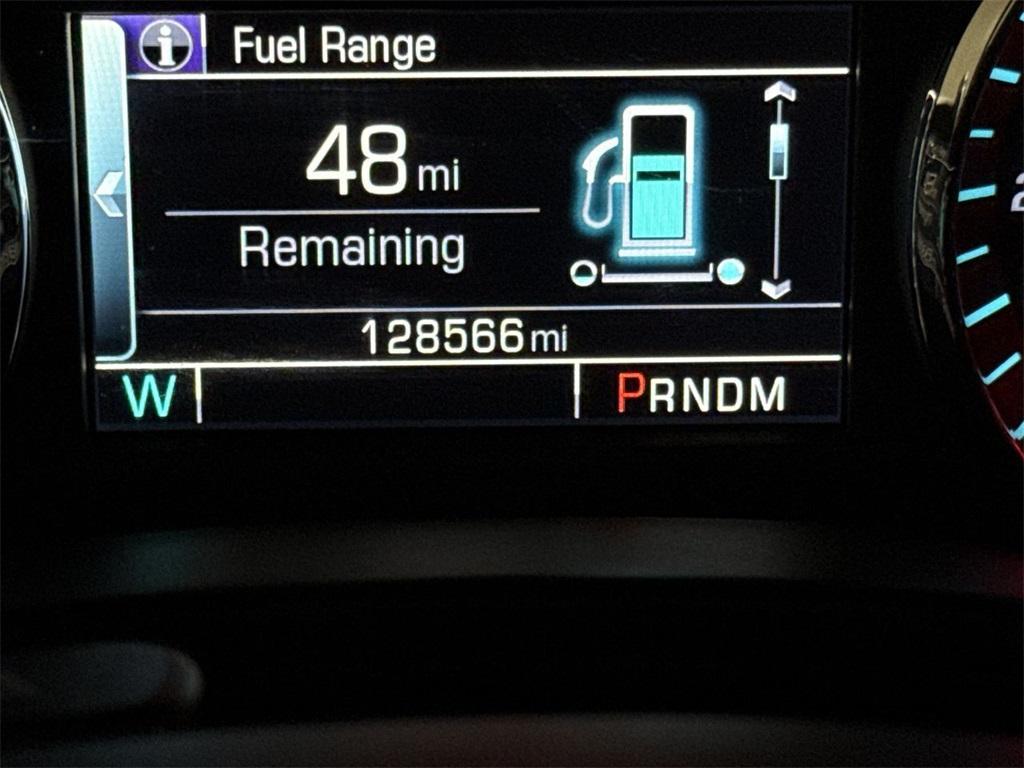 Fuel Range
48 mi
Remaining
128566 mi
W
PRNDM